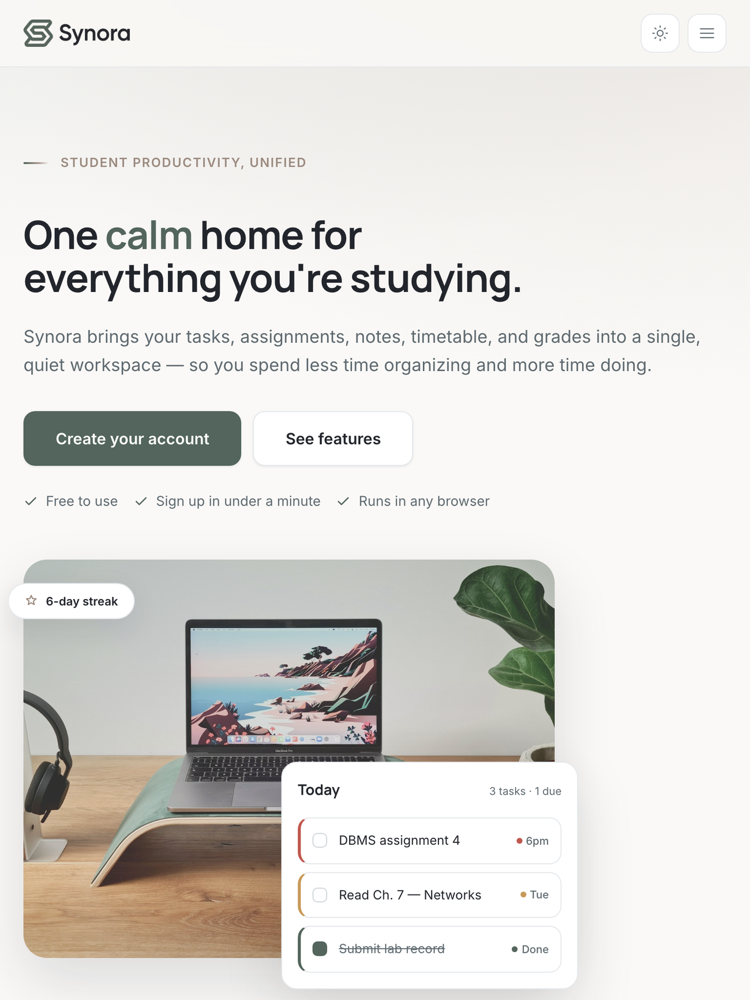 Synora
STUDENT PRODUCTIVITY, UNIFIED
One calm home for
everything you're studying.
Synora brings your tasks, assignments, notes, timetable, and grades into a single,
quiet workspace — so you spend less time organizing and more time doing.
Create your account
See features
Free to use
Sign up in under a minute
Runs in any browser
6-day streak
MacBook Pro
Today
3 tasks · 1 due
DBMS assignment 4
6pm
Read Ch. 7 — Networks
Tue
Submit lab record
Done